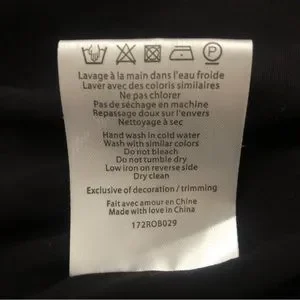 Lavage à la main dans l'eau froide
Laver avec des coloris similaires
Ne pas chlorer
Pas de séchage en machine
Repassage doux sur l'envers
Nettoyage à sec
Hand wash in cold water
Wash with similar colors
Do not bleach
Do not tumble dry
Low iron on reverse side
Dry clean
Exclusive of decoration / trimming
Fait avec amour en Chine
Made with love in China
172ROB029